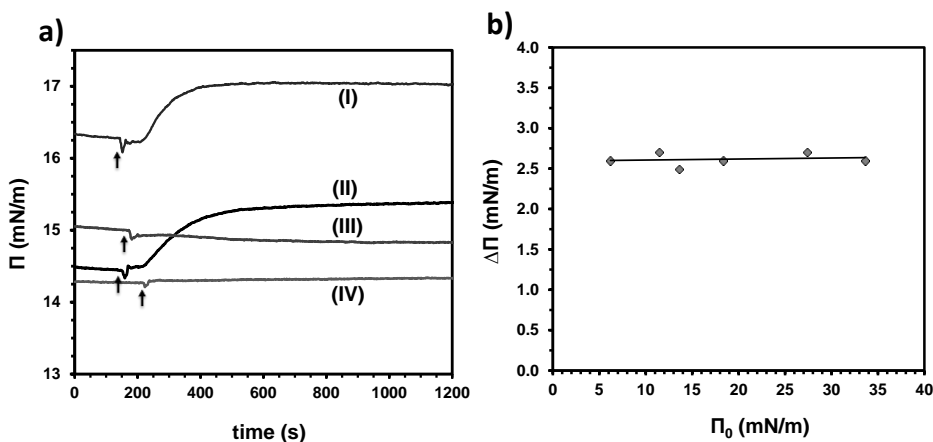 a)
17
16
15
14
13
Π (mN/m)
(I)
(II)
(III)
(IV)
0 200 400 600 800 1000 1200
time (s)
b)
4.0
3.5
3.0
2.5
2.0
1.5
1.0
0.5
0.0
ΔΠ (mN/m)
0 5 10 15 20 25 30 35 40
Π0 (mN/m)